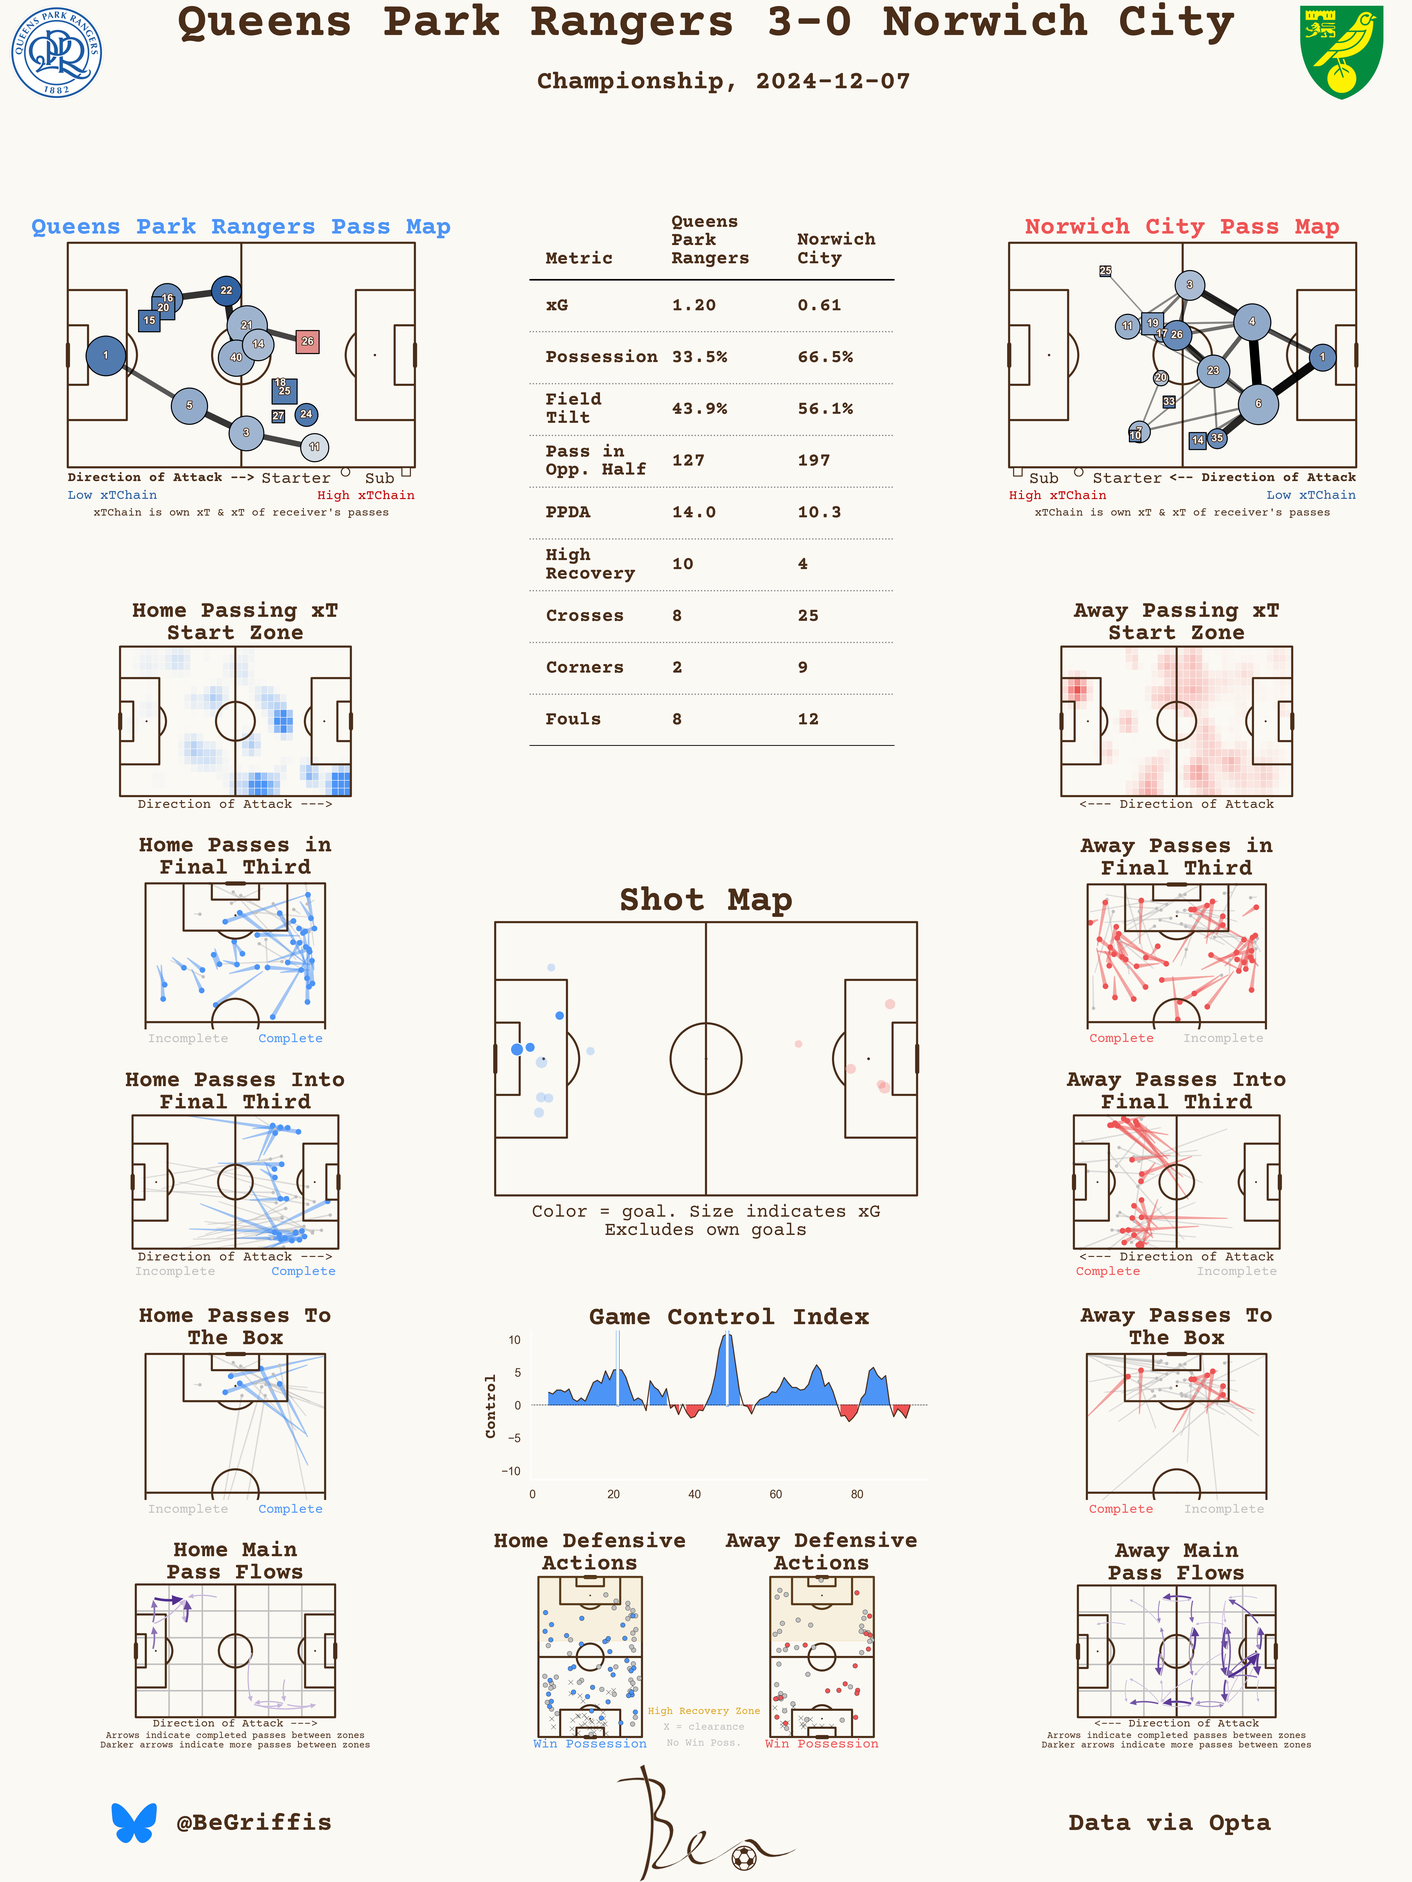 Queens Park Rangers 3-0 Norwich City
Championship, 2024-12-07
QUEENS PARK RANGERS
1882
Queens Park Rangers Pass Map
16
22
20
15
21
14
26
1
40
18
25
5
27
24
3
11
Direction of Attack --> Starter Sub
Low xTChain High xTChain
xTChain is own xT & xT of receiver's passes
Metric Queens Park Rangers Norwich City
xG 1.20 0.61
Possession 33.5% 66.5%
Field Tilt 43.9% 56.1%
Pass in Opp. Half 127 197
PPDA 14.0 10.3
High Recovery 10 4
Crosses 8 25
Corners 2 9
Fouls 8 12
Norwich City Pass Map
25
3
11
19
17
26
4
1
20
23
33
6
7
10
14
35
Sub Starter <-- Direction of Attack
High xTChain Low xTChain
xTChain is own xT & xT of receiver's passes
Home Passing xT
Start Zone
Direction of Attack --->
Away Passing xT
Start Zone
<--- Direction of Attack
Home Passes in
Final Third
Incomplete Complete
Away Passes in
Final Third
Complete Incomplete
Shot Map
Color = goal. Size indicates xG
Excludes own goals
Home Passes Into
Final Third
Direction of Attack --->
Incomplete Complete
Away Passes Into
Final Third
<--- Direction of Attack
Complete Incomplete
Home Passes To
The Box
Incomplete Complete
Game Control Index
Control
10
5
0
−5
−10
0 20 40 60 80
Away Passes To
The Box
Complete Incomplete
Home Main
Pass Flows
Direction of Attack --->
Arrows indicate completed passes between zones
Darker arrows indicate more passes between zones
Home Defensive
Actions
Win Possession
Away Defensive
Actions
Win Possession
High Recovery Zone
X = clearance
No Win Poss.
Away Main
Pass Flows
<--- Direction of Attack
Arrows indicate completed passes between zones
Darker arrows indicate more passes between zones
@BeGriffis
Ben
Data via Opta